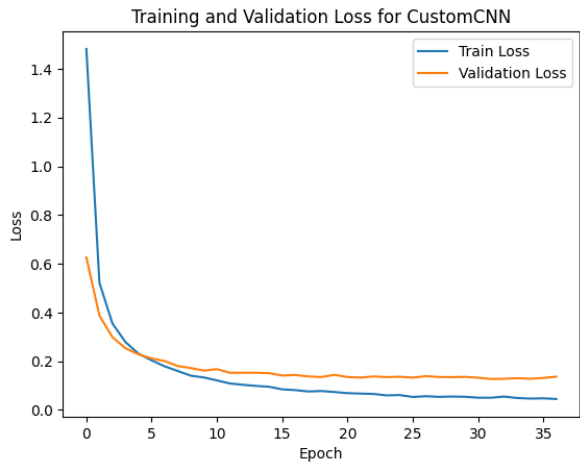 Training and Validation Loss for CustomCNN
Train Loss
Validation Loss
1.4
1.2
1.0
0.8
0.6
0.4
0.2
0.0
Loss
0 5 10 15 20 25 30 35
Epoch